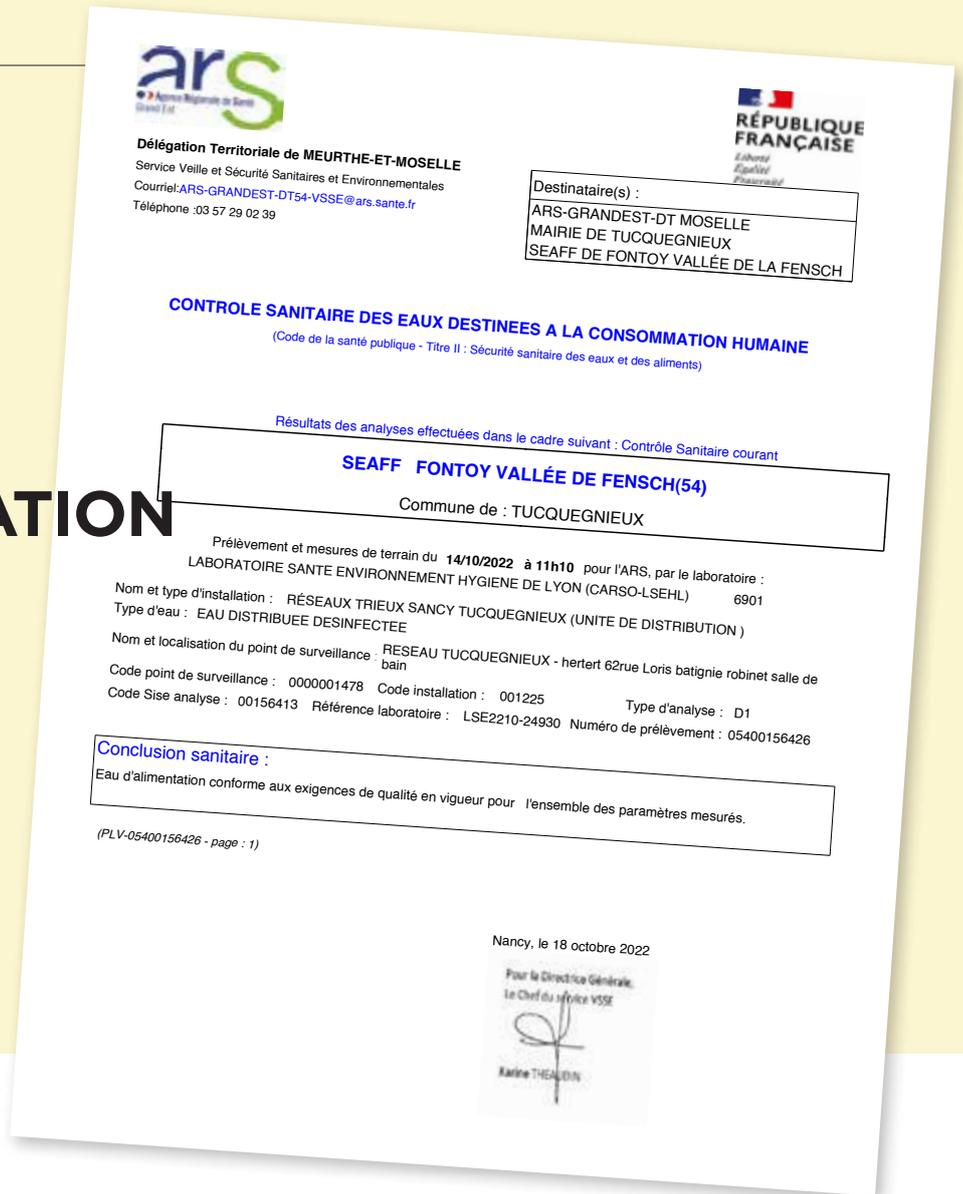 ars
Agence Régionale de Santé
Grand Est
RÉPUBLIQUE
FRANÇAISE
Liberté
Égalité
Fraternité
Délégation Territoriale de MEURTHE-ET-MOSELLE
Service Veille et Sécurité Sanitaires et Environnementales
Courriel:ARS-GRANDEST-DT54-VSSE@ars.sante.fr
Téléphone :03 57 29 02 39
Destinataire(s) :
ARS-GRANDEST-DT MOSELLE
MAIRIE DE TUCQUEGNIEUX
SEAFF DE FONTOY VALLÉE DE LA FENSCH
CONTROLE SANITAIRE DES EAUX DESTINEES A LA CONSOMMATION HUMAINE
(Code de la santé publique - Titre II : Sécurité sanitaire des eaux et des aliments)
Résultats des analyses effectuées dans le cadre suivant : Contrôle Sanitaire courant
SEAFF FONTOY VALLÉE DE FENSCH(54)
Commune de : TUCQUEGNIEUX
ATION
Prélèvement et mesures de terrain du 14/10/2022 à 11h10 pour l'ARS, par le laboratoire :
LABORATOIRE SANTE ENVIRONNEMENT HYGIENE DE LYON (CARSO-LSEHL) 6901
Nom et type d'installation : RÉSEAUX TRIEUX SANCY TUCQUEGNIEUX (UNITE DE DISTRIBUTION )
Type d'eau : EAU DISTRIBUEE DESINFECTEE
Nom et localisation du point de surveillance : RESEAU TUCQUEGNIEUX - hertert 62rue Loris batignie robinet salle de
bain
Code point de surveillance : 0000001478 Code installation : 001225 Type d'analyse : D1
Code Sise analyse : 00156413 Référence laboratoire : LSE2210-24930 Numéro de prélèvement : 05400156426
Conclusion sanitaire :
Eau d'alimentation conforme aux exigences de qualité en vigueur pour l'ensemble des paramètres mesurés.
(PLV-05400156426 - page : 1)
Nancy, le 18 octobre 2022
Pour la Directrice Générale,
Le Chef du service VSSE
Karine THEAUDIN